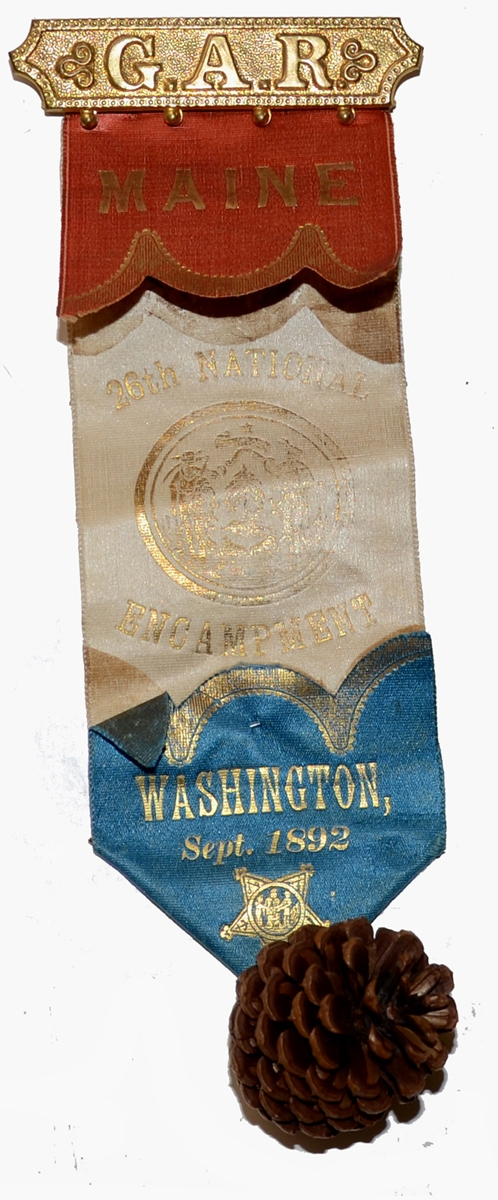 G.A.R.
MAINE
26th NATIONAL
ENCAMPMENT
WASHINGTON,
Sept. 1892